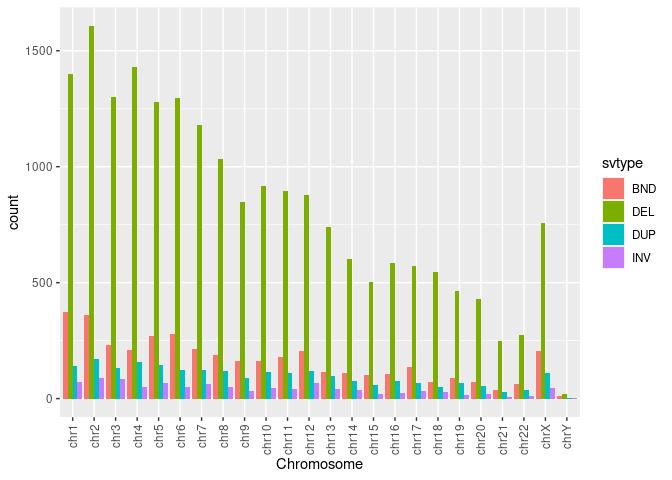 1500
1000
500
0
count
chr1
chr2
chr3
chr4
chr5
chr6
chr7
chr8
chr9
chr10
chr11
chr12
chr13
chr14
chr15
chr16
chr17
chr18
chr19
chr20
chr21
chr22
chrX
chrY
Chromosome
svtype
BND
DEL
DUP
INV